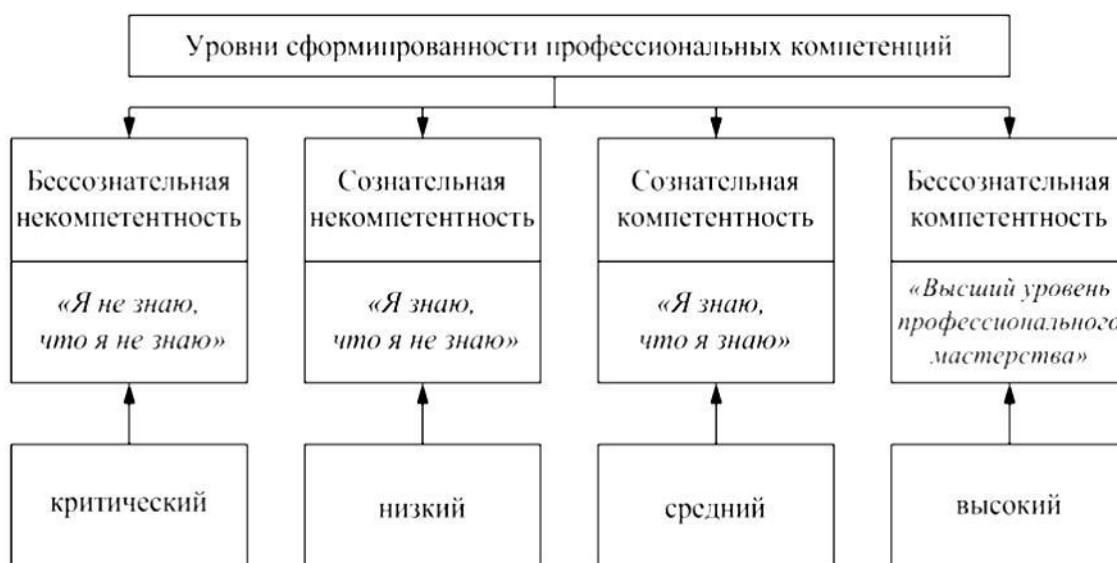 Уровни сформированности профессиональных компетенций
Бессознательная
некомпетентность
«Я не знаю,
что я не знаю»
критический
Сознательная
некомпетентность
«Я знаю,
что я не знаю»
низкий
Сознательная
компетентность
«Я знаю,
что я знаю»
средний
Бессознательная
компетентность
«Высший уровень
профессионального
мастерства»
высокий